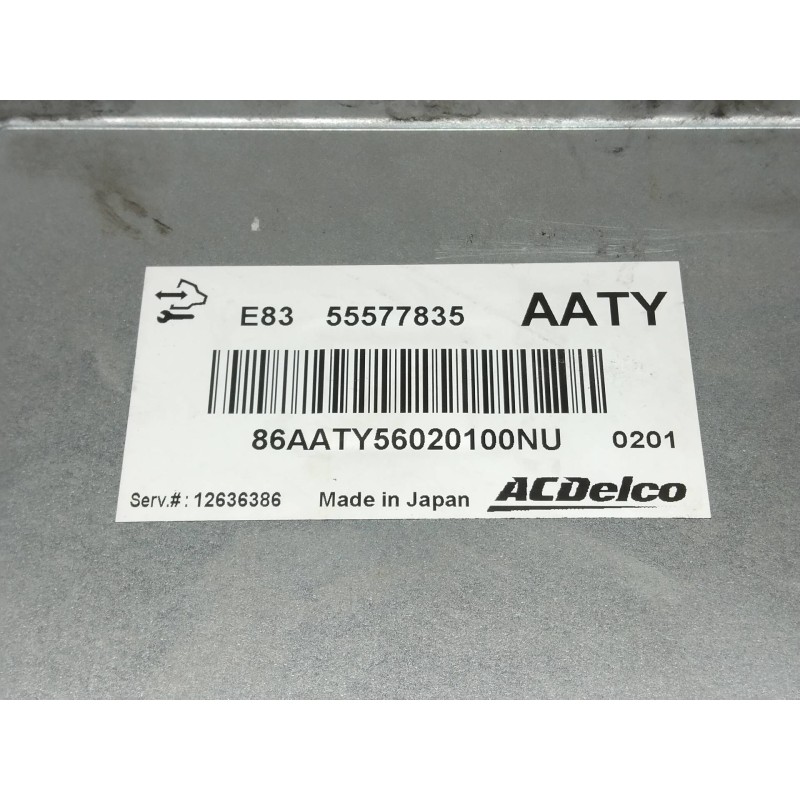 E83 55577835 AATY
86AATY56020100NU 0201
Serv.#: 12636386 Made in Japan ACDelco